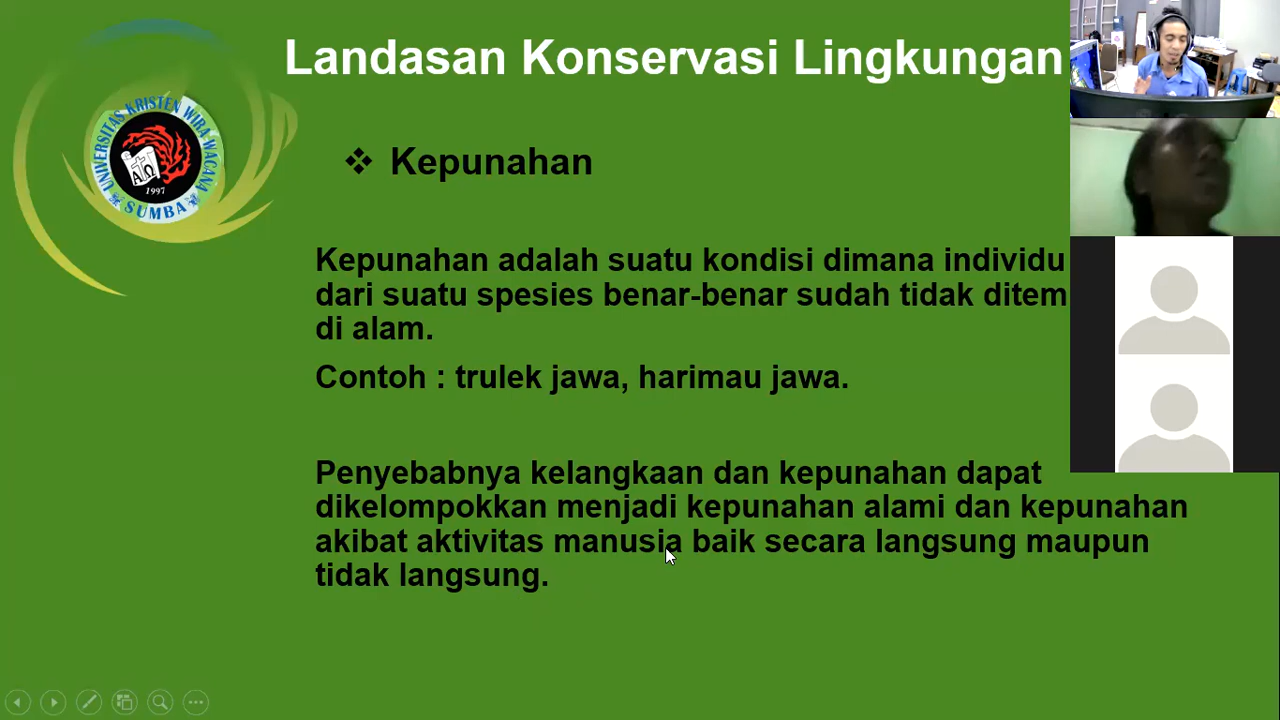 Landasan Konservasi Lingkungan
UNIVERSITAS KRISTEN WIRA WACANA
1997
SUMBA
❖ Kepunahan
Kepunahan adalah suatu kondisi dimana individu
dari suatu spesies benar-benar sudah tidak ditem
di alam.
Contoh : trulek jawa, harimau jawa.
Penyebabnya kelangkaan dan kepunahan dapat
dikelompokkan menjadi kepunahan alami dan kepunahan
akibat aktivitas manusia baik secara langsung maupun
tidak langsung.